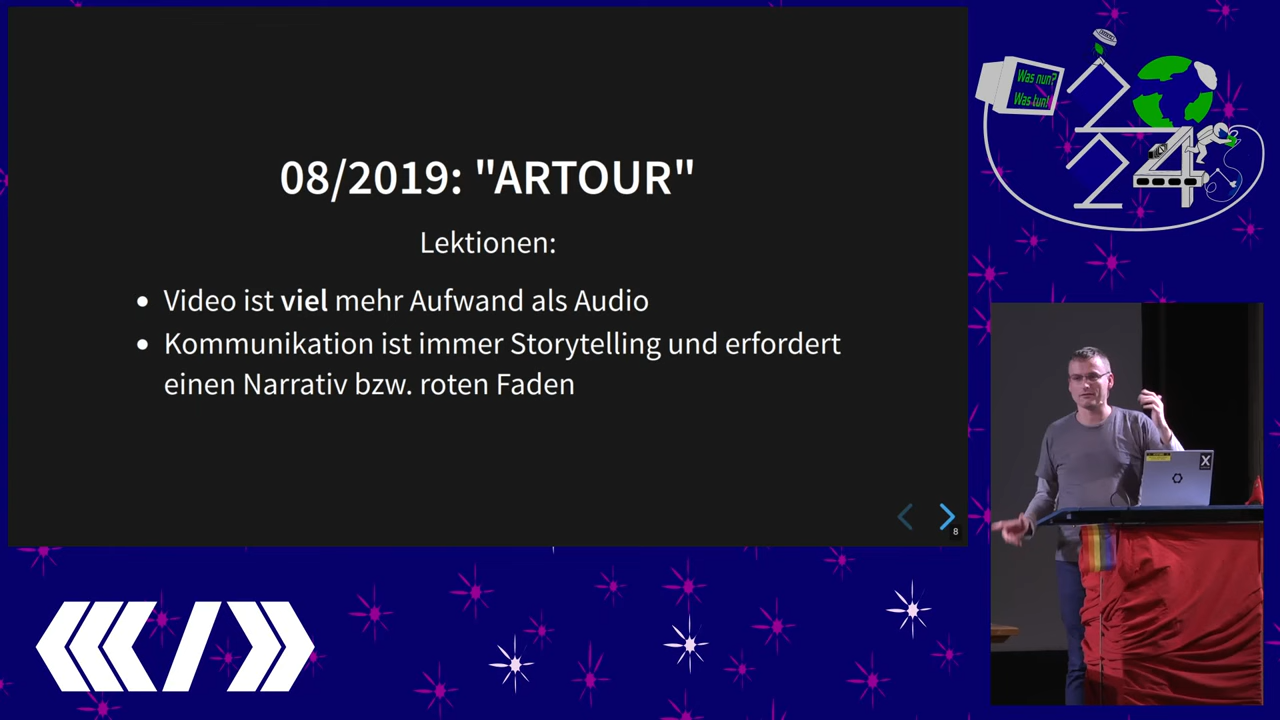 08/2019: "ARTOUR"
Lektionen:
Video ist viel mehr Aufwand als Audio
Kommunikation ist immer Storytelling und erfordert
einen Narrativ bzw. roten Faden
8
Was nun?
Was tun!
2024
X